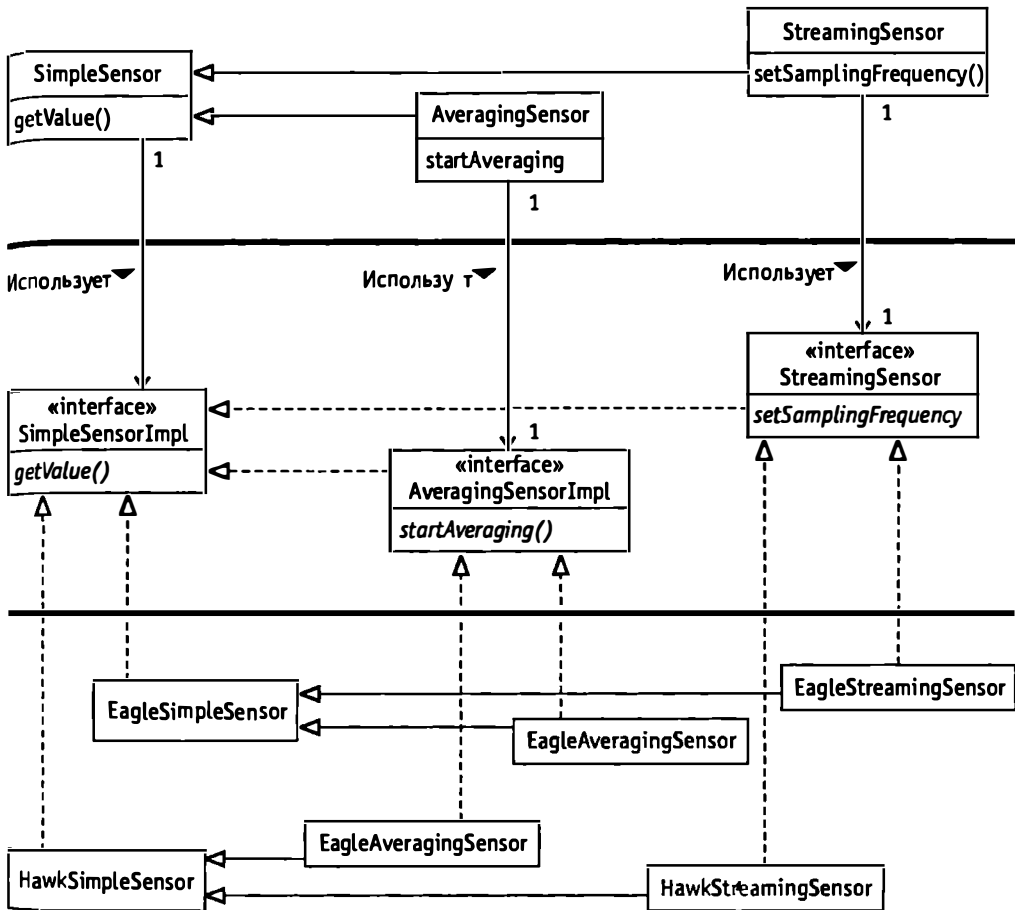 StreamingSensor
setSamplingFrequency()
SimpleSensor
getValue()
AveragingSensor
startAveraging
1
1
1
Использует
Использу т
Использует
1
«interface»
StreamingSensor
setSamplingFrequency
«interface»
SimpleSensorImpl
getValue()
1
«interface»
AveragingSensorImpl
startAveraging()
EagleStreamingSensor
EagleSimpleSensor
EagleAveragingSensor
EagleAveragingSensor
HawkSimpleSensor
HawkStreamingSensor